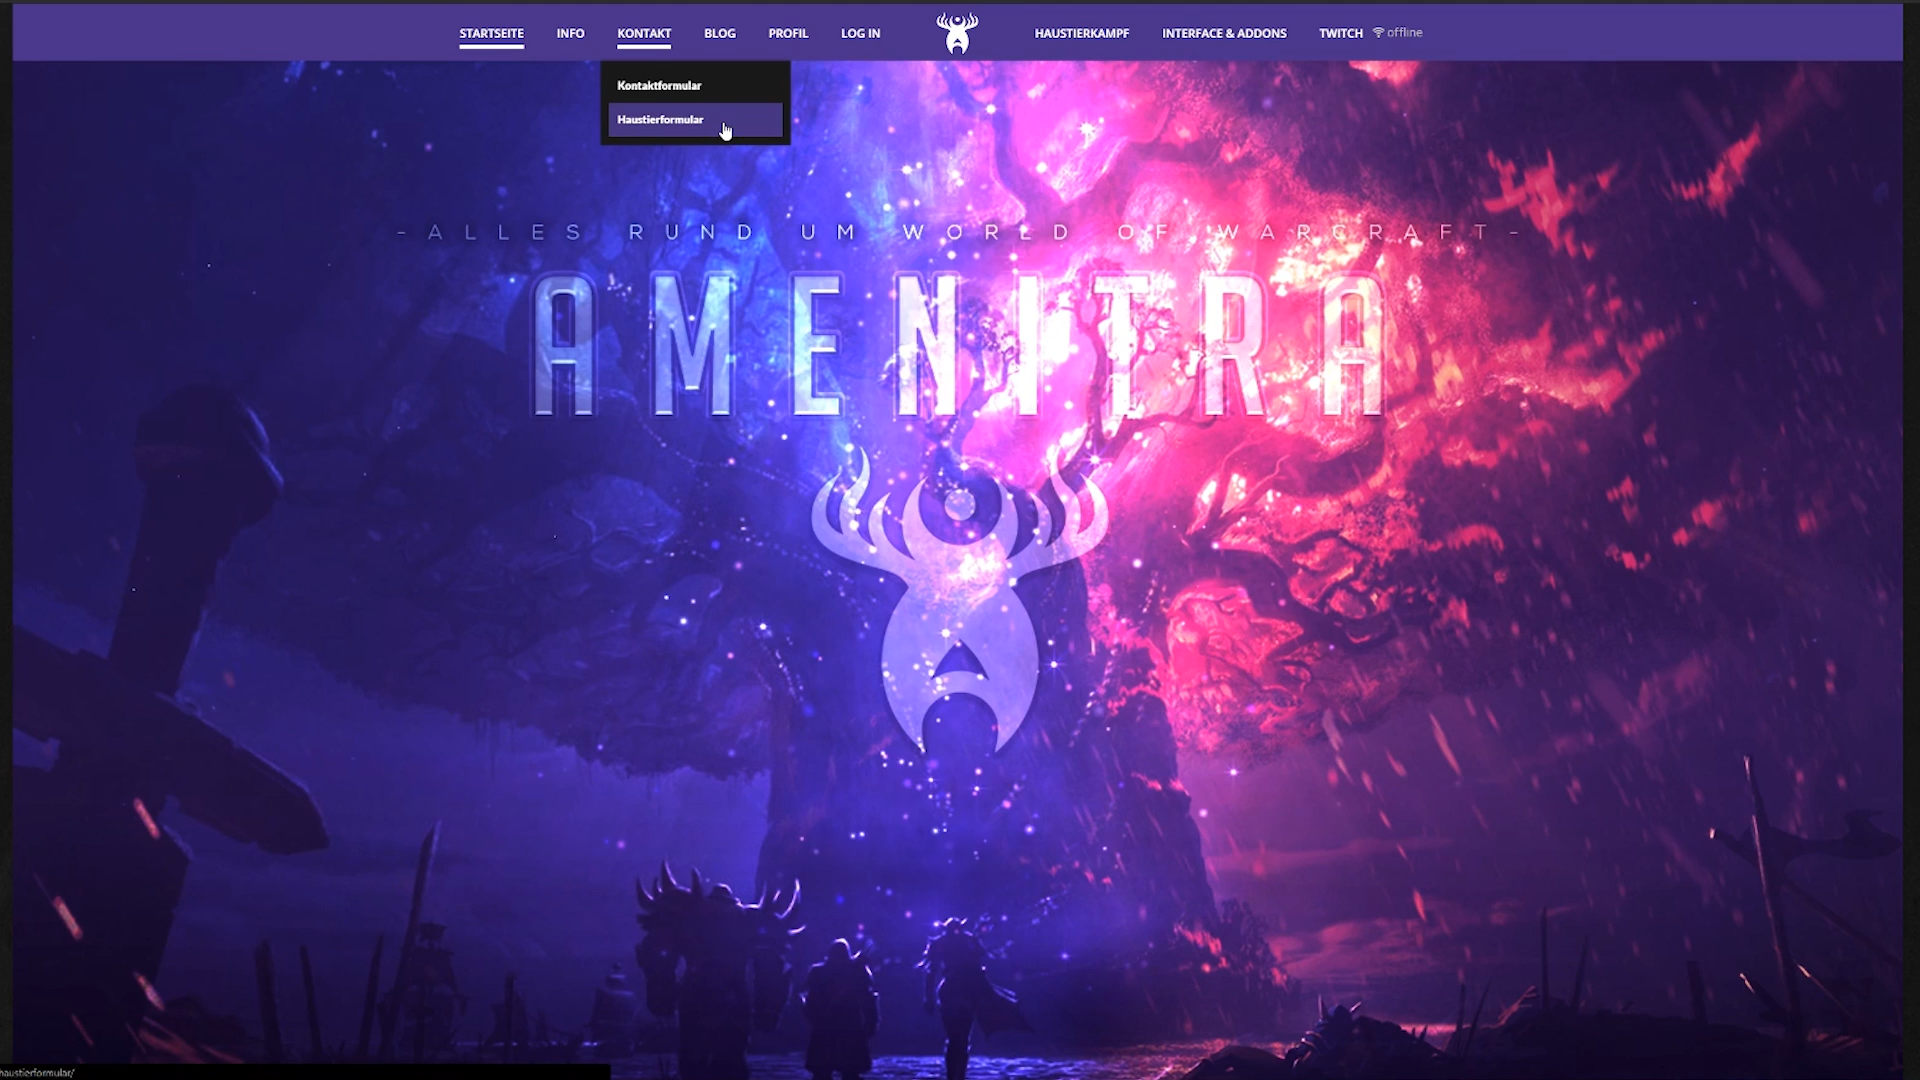 STARTSEITE INFO KONTAKT BLOG PROFIL LOG IN HAUSTIERKAMPF INTERFACE & ADDONS TWITCH offline
Kontaktformular
Haustierformular
-ALLES RUND UM WORLD OF WARCRAFT-
AMENITRA
haustierformular/